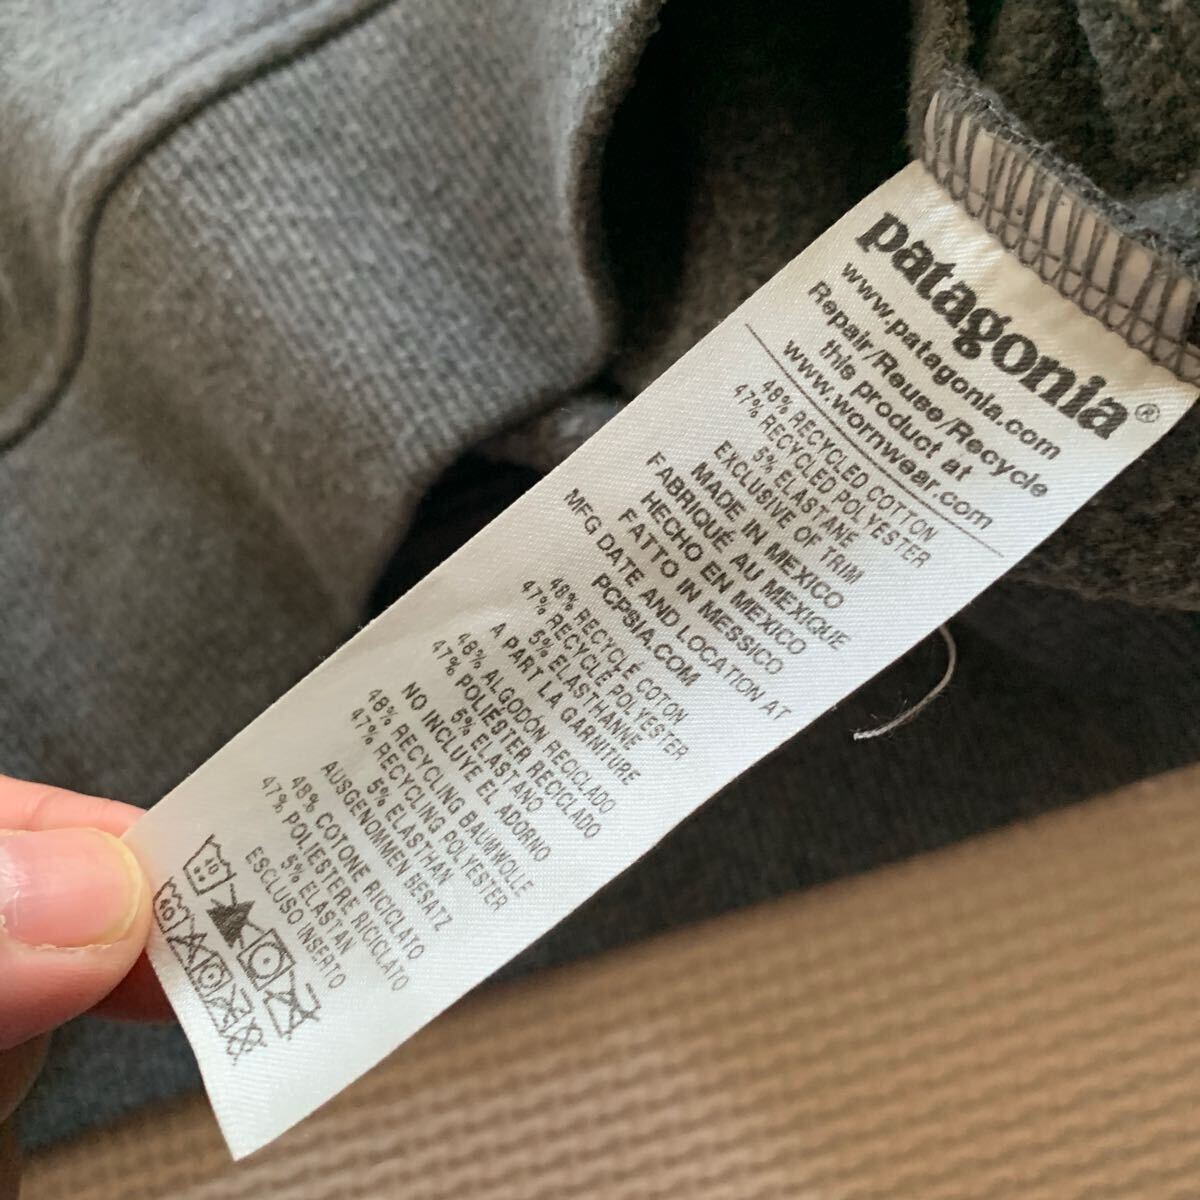 patagonia®
www.patagonia.com
Repair/Reuse/Recycle
this product at
www.wornwear.com
48% RECYCLED COTTON
47% RECYCLED POLYESTER
5% ELASTANE
EXCLUSIVE OF TRIM
MADE IN MEXICO
FABRIQUÉ AU MEXIQUE
HECHO EN MEXICO
FATTO IN MESSICO
MFG DATE AND LOCATION AT
PCPSIA.COM
48% RECYCLE COTON
47% RECYCLE POLYESTER
5% ELASTHANNE
A PART LA GARNITURE
48% ALGODÓN RECICLADO
47% POLIÉSTER RECICLADO
5% ELASTANO
NO INCLUYE EL ADORNO
48% RECYCLING BAUMWOLLE
47% RECYCLING POLYESTER
5% ELASTHAN
AUSGENOMMEN BESATZ
48% COTONE RICICLATO
47% POLIESTERE RICICLATO
5% ELASTAN
ESCLUSO INSERTO
40
40